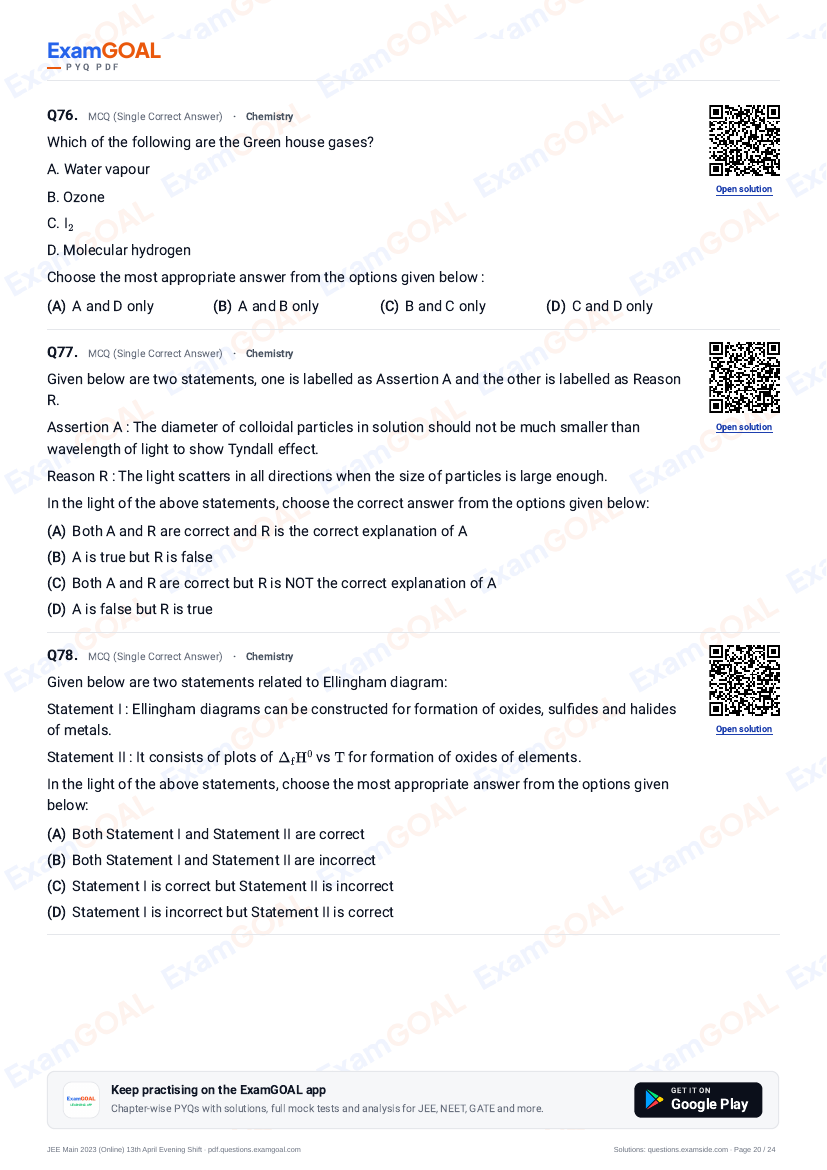 ExamGOAL
PYQ PDF
Q76. MCQ (Single Correct Answer) · Chemistry
Which of the following are the Green house gases?
A. Water vapour
B. Ozone
C. I₂
D. Molecular hydrogen
Choose the most appropriate answer from the options given below :
(A) A and D only (B) A and B only (C) B and C only (D) C and D only
Open solution
Q77. MCQ (Single Correct Answer) · Chemistry
Given below are two statements, one is labelled as Assertion A and the other is labelled as Reason
R.
Assertion A : The diameter of colloidal particles in solution should not be much smaller than
wavelength of light to show Tyndall effect.
Reason R : The light scatters in all directions when the size of particles is large enough.
In the light of the above statements, choose the correct answer from the options given below:
(A) Both A and R are correct and R is the correct explanation of A
(B) A is true but R is false
(C) Both A and R are correct but R is NOT the correct explanation of A
(D) A is false but R is true
Open solution
Q78. MCQ (Single Correct Answer) · Chemistry
Given below are two statements related to Ellingham diagram:
Statement I : Ellingham diagrams can be constructed for formation of oxides, sulfides and halides
of metals.
Statement II : It consists of plots of Δ_fH⁰ vs T for formation of oxides of elements.
In the light of the above statements, choose the most appropriate answer from the options given
below:
(A) Both Statement I and Statement II are correct
(B) Both Statement I and Statement II are incorrect
(C) Statement I is correct but Statement II is incorrect
(D) Statement I is incorrect but Statement II is correct
Open solution
ExamGOAL
Keep practising on the ExamGOAL app
Chapter-wise PYQs with solutions, full mock tests and analysis for JEE, NEET, GATE and more.
GET IT ON
Google Play
JEE Main 2023 (Online) 13th April Evening Shift · pdf.questions.examgoal.com
Solutions: questions.examside.com · Page 20 / 24